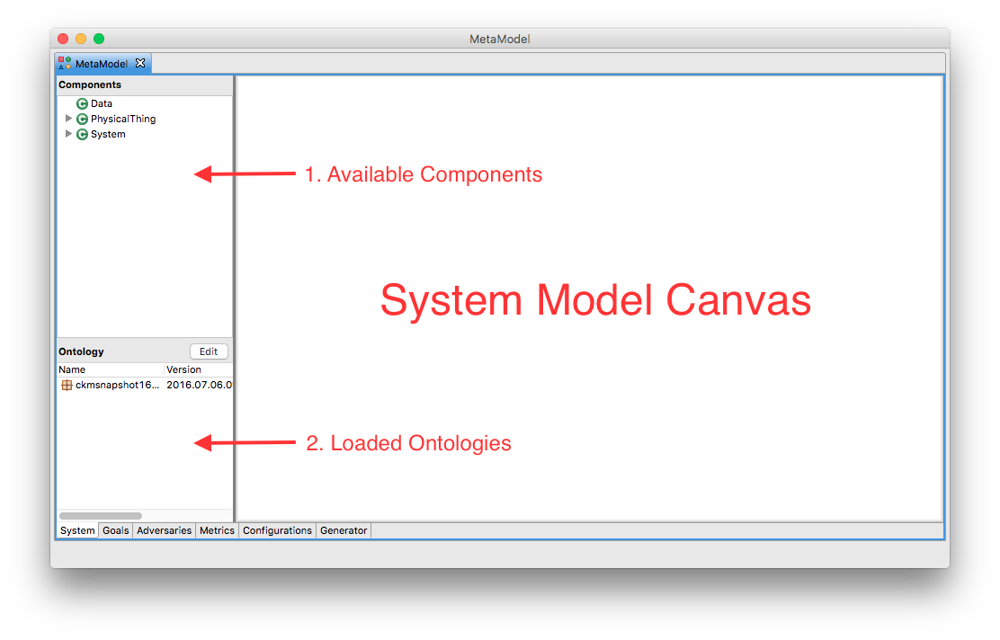 MetaModel
MetaModel
Components
Data
PhysicalThing
System
1. Available Components
System Model Canvas
Ontology Edit
Name Version
ckmsnapshot16... 2016.07.06.0
2. Loaded Ontologies
System Goals Adversaries Metrics Configurations Generator